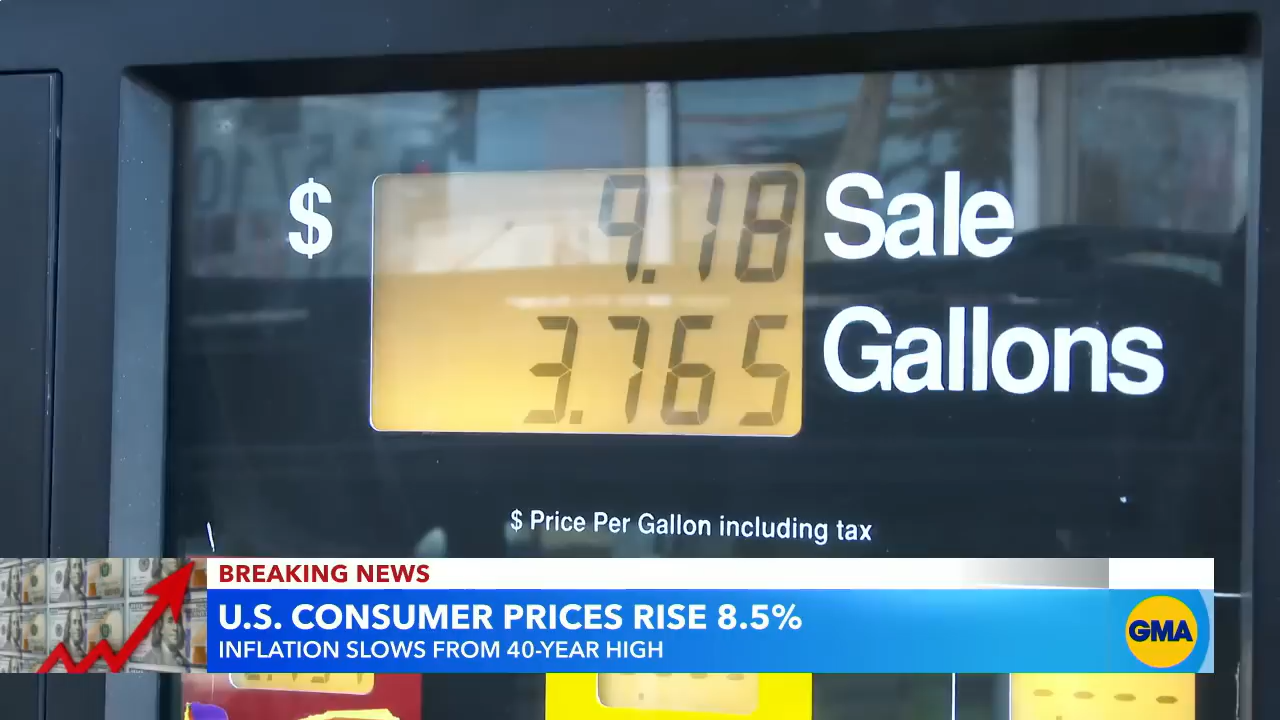 $ 9.18 Sale
3.765 Gallons
$ Price Per Gallon including tax
BREAKING NEWS
U.S. CONSUMER PRICES RISE 8.5%
INFLATION SLOWS FROM 40-YEAR HIGH
GMA